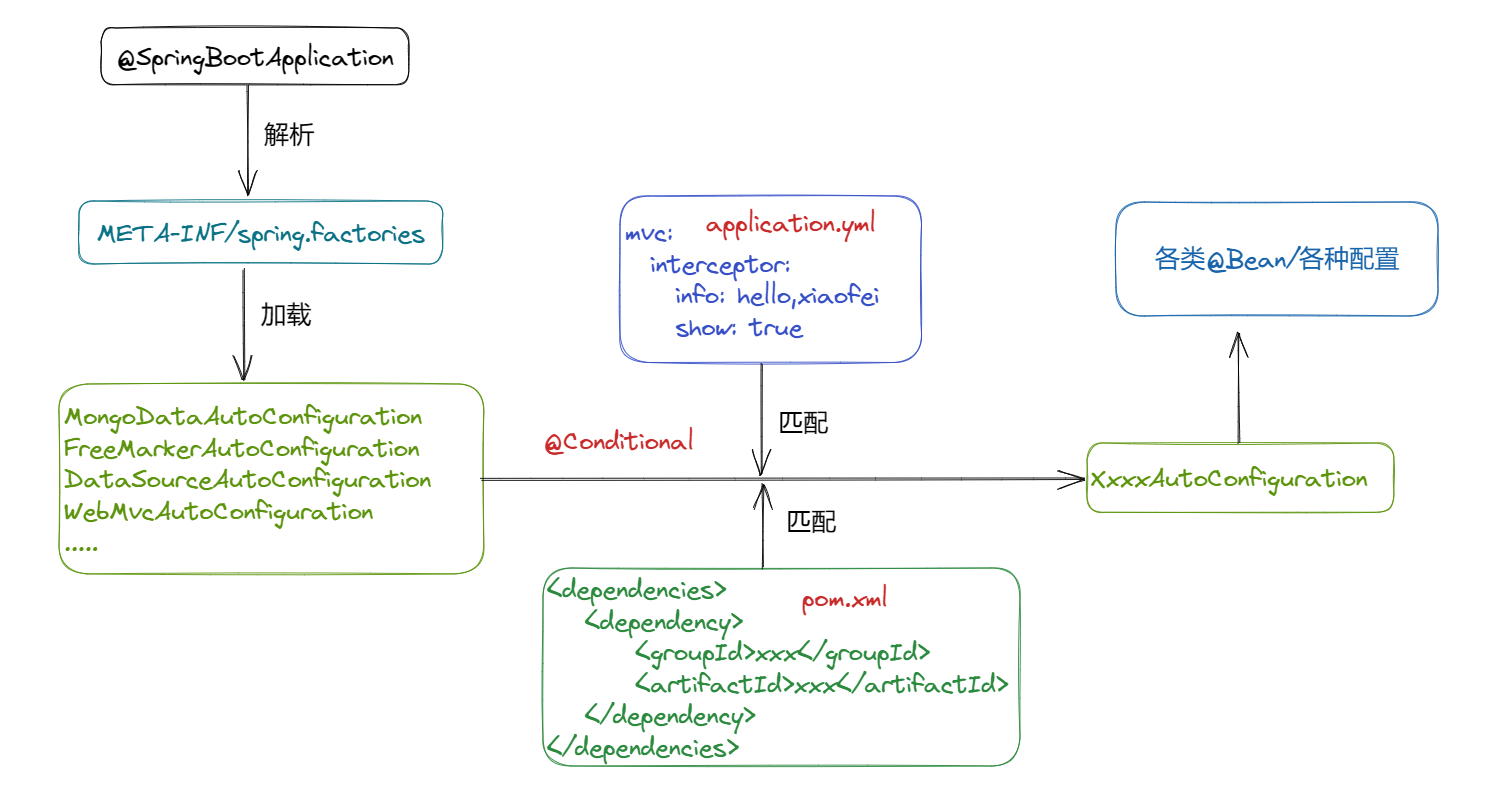 @SpringBootApplication
解析
META-INF/spring.factories
加载
MongoDataAutoConfiguration
FreeMarkerAutoConfiguration
DataSourceAutoConfiguration
WebMvcAutoConfiguration
.....
@Conditional
application.yml
mvc:
interceptor:
info: hello,xiaofei
show: true
匹配
匹配
pom.xml
<dependencies>
<dependency>
<groupId>xxx</groupId>
<artifactId>xxx</artifactId>
</dependency>
</dependencies>
XxxxAutoConfiguration
各类@Bean/各种配置